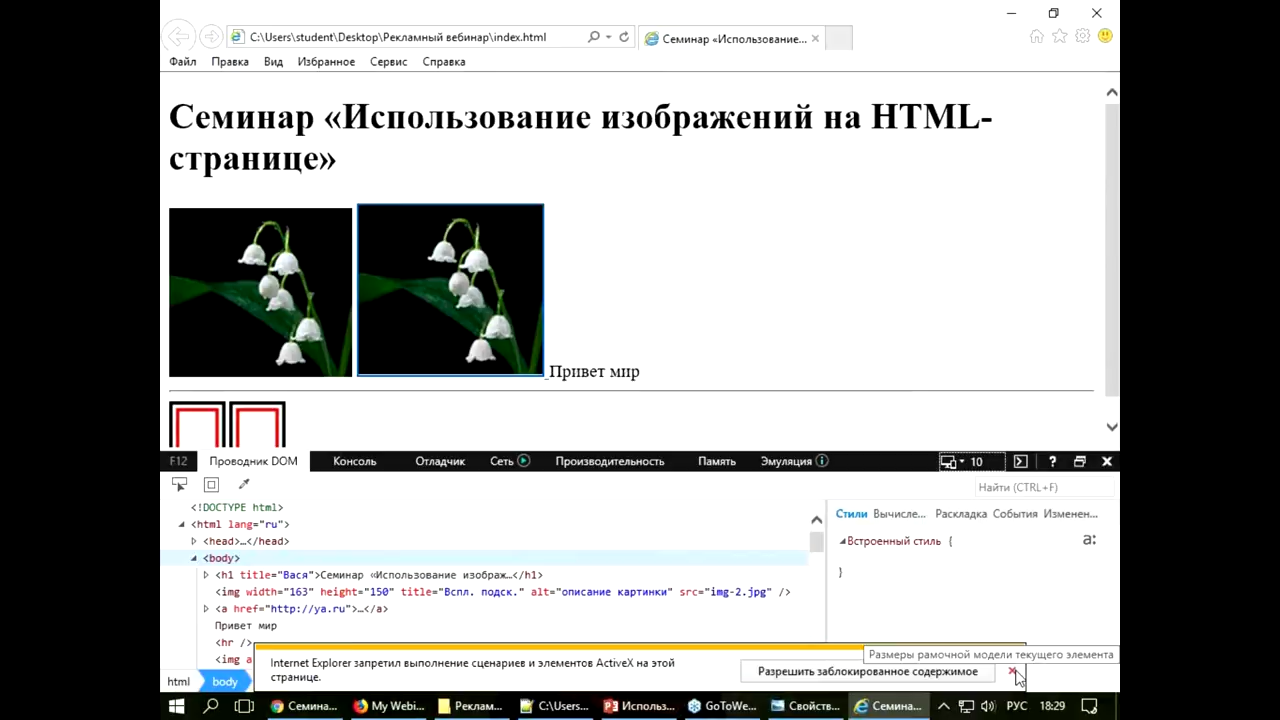 C:\Users\student\Desktop\Рекламный вебинар\index.html
Семинар «Использование...
Файл Правка Вид Избранное Сервис Справка
Семинар «Использование изображений на HTML-
странице»
Привет мир
F12 Проводник DOM Консоль Отладчик Сеть Производительность Память Эмуляция 10 ?
Найти (CTRL+F)
<!DOCTYPE html>
<html lang="ru">
<head>…</head>
<body>
<h1 title="Вася">Семинар «Использование изображ…</h1>
<img width="163" height="150" title="Вспл. подск." alt="описание картинки" src="img-2.jpg" />
<a href="http://ya.ru">…</a>
Привет мир
<hr />
<img a
Стили Вычисле... Раскладка События Изменен...
Встроенный стиль {
a:
}
Размеры рамочной модели текущего элемента
Internet Explorer запретил выполнение сценариев и элементов ActiveX на этой
странице.
Разрешить заблокированное содержимое
html body
Семина... My Webi... Реклам... C:\Users... Использ... GoToWe... Свойств... Семина... РУС 18:29